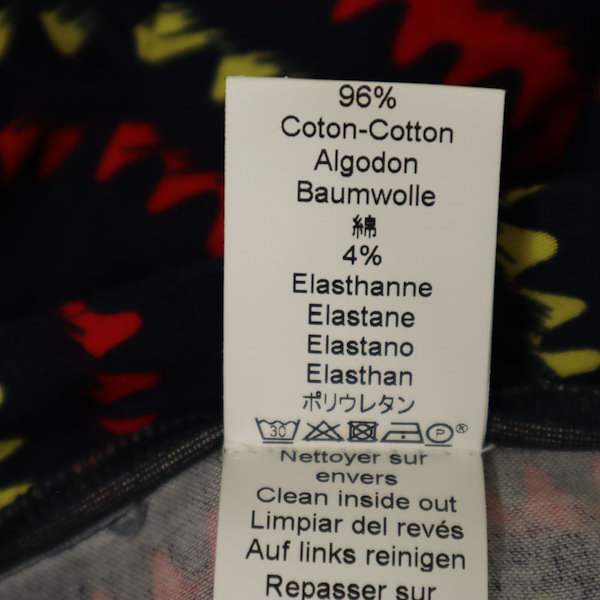 96%
Coton-Cotton
Algodon
Baumwolle
綿
4%
Elasthanne
Elastane
Elastano
Elasthan
ポリウレタン
30 P ®
Nettoyer sur
envers
Clean inside out
Limpiar del revés
Auf links reinigen
Repasser sur